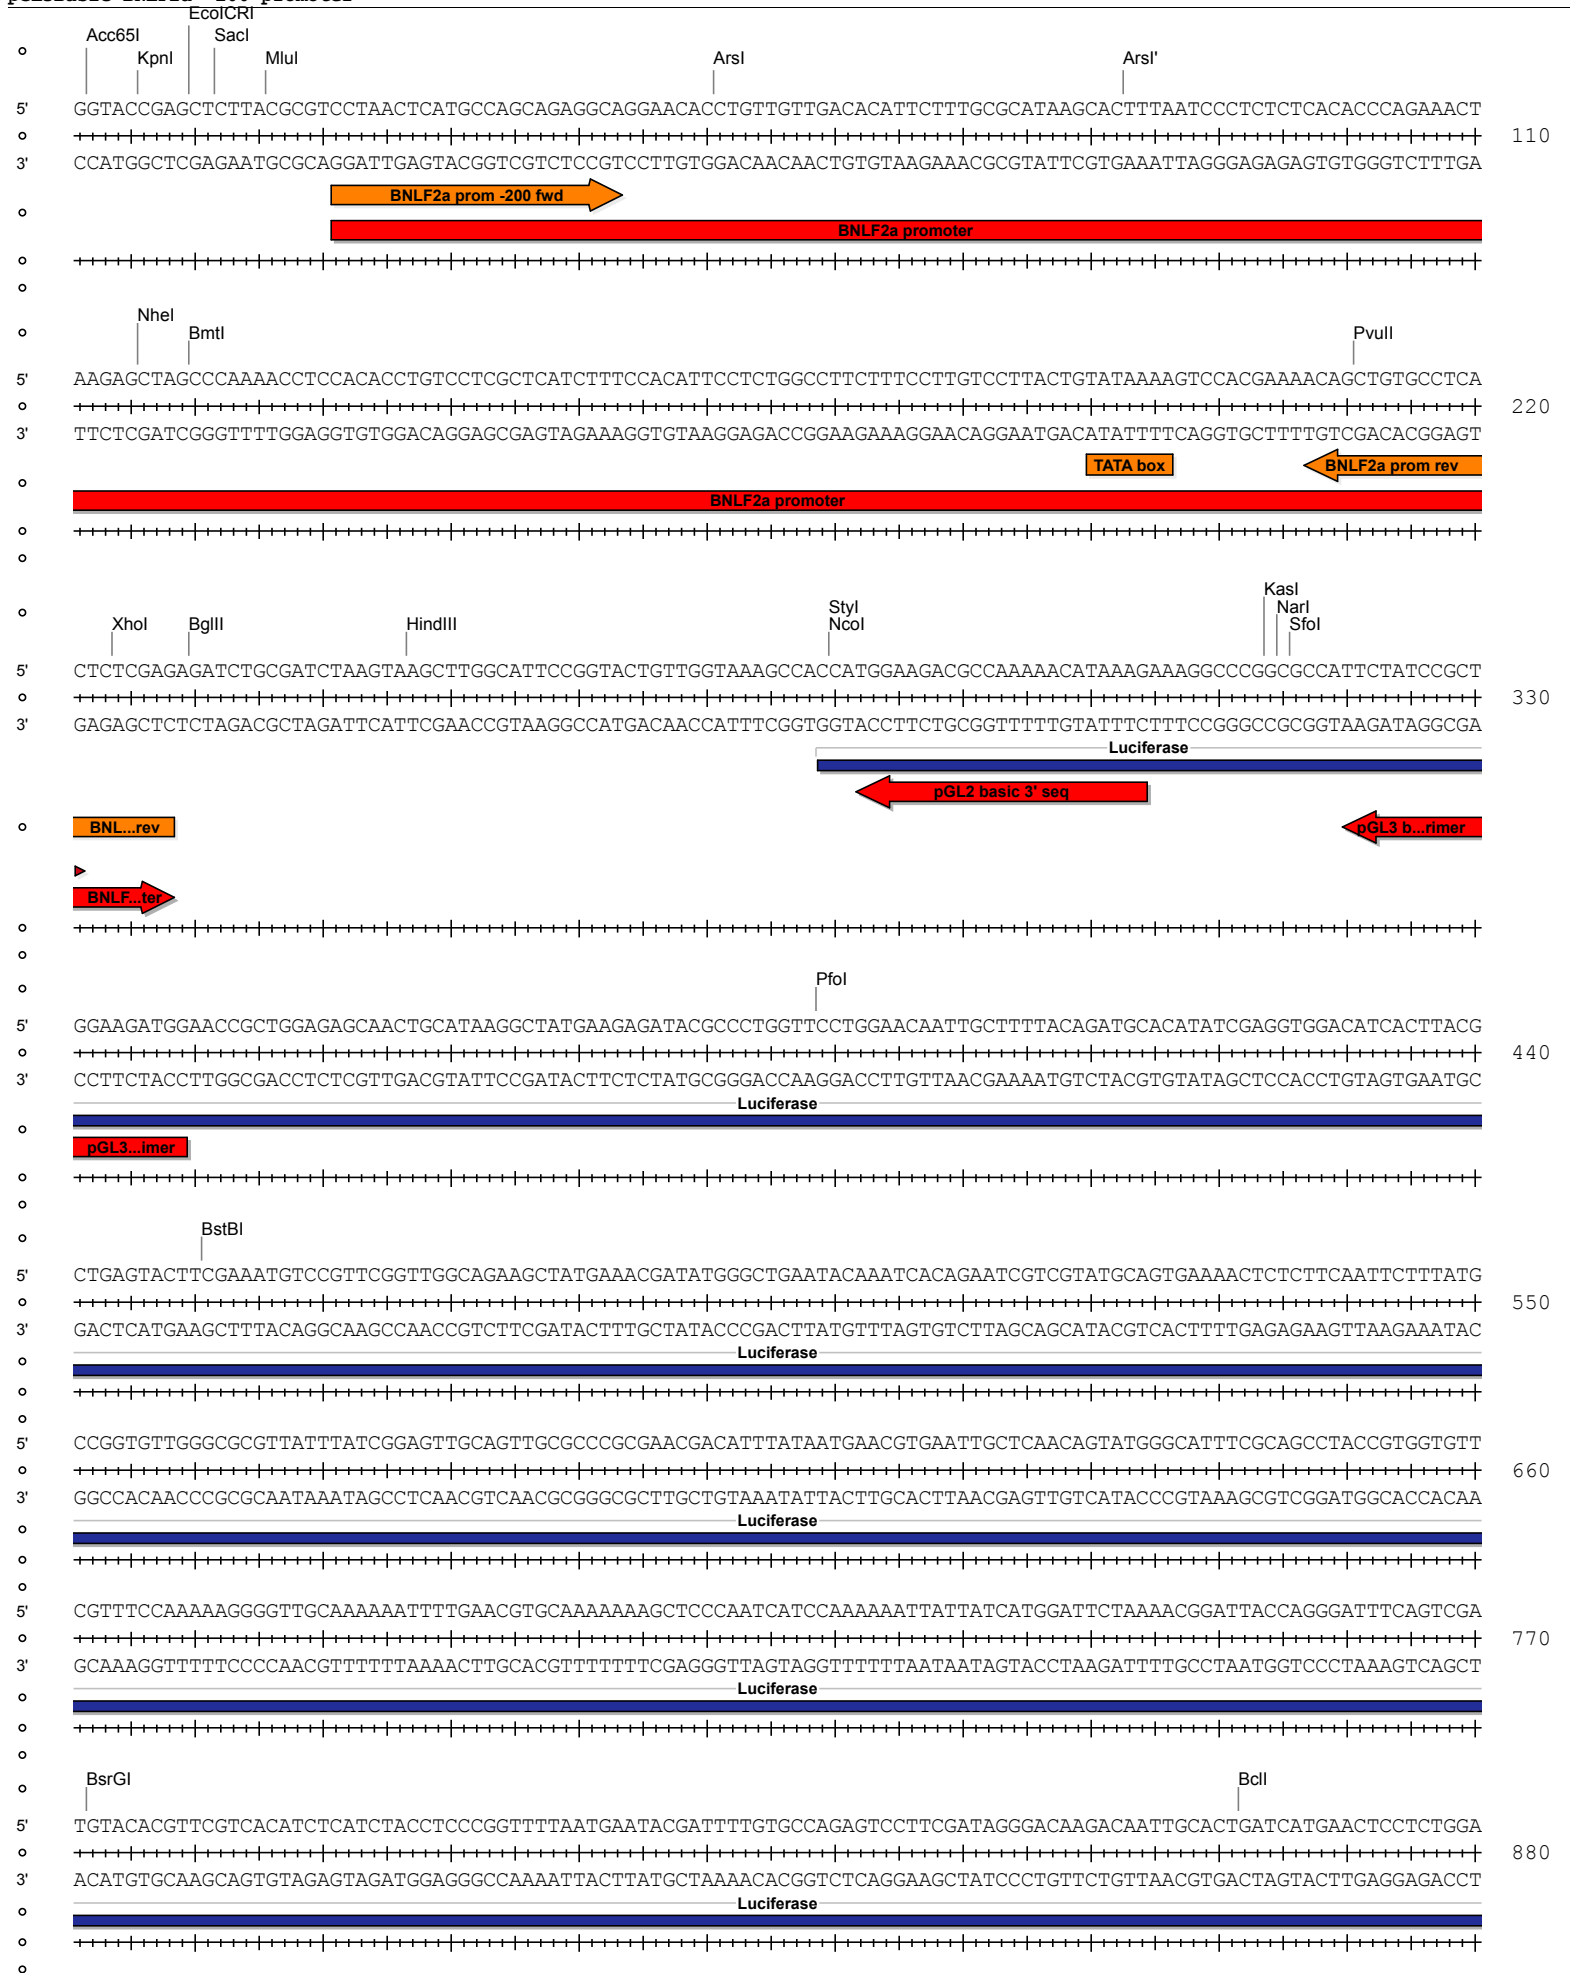 EcoICRI
Acc65I SacI
KpnI MluI ArsI ArsI'
5' GGTACCGAGCTCTTACGCGTCCTAACTCATGCCAGCAGAGGCAGGAACACCTGTTGTTGACACATTCTTTGCGCATAAGCACTTTAATCCCTCTCTCACACCCAGAAACT
110
3' CCATGGCTCGAGAATGCGCAGGATTGAGTACGGTCGTCTCCGTCCTTGTGGACAACAACTGTGTAAGAAACGCGTATTCGTGAAATTAGGGAGAGAGTGTGGGTCTTTGA
BNLF2a prom -200 fwd
BNLF2a promoter
NheI
BmtI PvuII
5' AAGAGCTAGCCCAAAACCTCCACACCTGTCCTCGCTCATCTTTCCACATTCCTCTGGCCTTCTTTCCTTGTCCTTACTGTATAAAAGTCCACGAAAACAGCTGTGCCTCA
220
3' TTCTCGATCGGGTTTTGGAGGTGTGGACAGGAGCGAGTAGAAAGGTGTAAGGAGACCGGAAGAAAGGAACAGGAATGACATATTTTCAGGTGCTTTTGTCGACACGGAGT
TATA box BNLF2a prom rev
BNLF2a promoter
KasI
StyI NarI
XhoI BglII HindIII NcoI SfoI
5' CTCTCGAGAGATCTGCGATCTAAGTAAGCTTGGCATTCCGGTACTGTTGGTAAAGCCACCATGGAAGACGCCAAAAACATAAAGAAAGGCCCGGCGCCATTCTATCCGCT
330
3' GAGAGCTCTCTAGACGCTAGATTCATTCGAACCGTAAGGCCATGACAACCATTTCGGTGGTACCTTCTGCGGTTTTTGTATTTCTTTCCGGGCCGCGGTAAGATAGGCGA
Luciferase
pGL2 basic 3' seq
BNL...rev pGL3 b...rimer
BNLF...ter
PfoI
5' GGAAGATGGAACCGCTGGAGAGCAACTGCATAAGGCTATGAAGAGATACGCCCTGGTTCCTGGAACAATTGCTTTTACAGATGCACATATCGAGGTGGACATCACTTACG
440
3' CCTTCTACCTTGGCGACCTCTCGTTGACGTATTCCGATACTTCTCTATGCGGGACCAAGGACCTTGTTAACGAAAATGTCTACGTGTATAGCTCCACCTGTAGTGAATGC
Luciferase
pGL3...imer
BstBI
5' CTGAGTACTTCGAAATGTCCGTTCGGTTGGCAGAAGCTATGAAACGATATGGGCTGAATACAAATCACAGAATCGTCGTATGCAGTGAAAACTCTCTTCAATTCTTTATG
550
3' GACTCATGAAGCTTTACAGGCAAGCCAACCGTCTTCGATACTTTGCTATACCCGACTTATGTTTAGTGTCTTAGCAGCATACGTCACTTTTGAGAGAAGTTAAGAAATAC
Luciferase
5' CCGGTGTTGGGCGCGTTATTTATCGGAGTTGCAGTTGCGCCCGCGAACGACATTTATAATGAACGTGAATTGCTCAACAGTATGGGCATTTCGCAGCCTACCGTGGTGTT
660
3' GGCCACAACCCGCGCAATAAATAGCCTCAACGTCAACGCGGGCGCTTGCTGTAAATATTACTTGCACTTAACGAGTTGTCATACCCGTAAAGCGTCGGATGGCACCACAA
Luciferase
5' CGTTTCCAAAAAGGGGTTGCAAAAAATTTTGAACGTGCAAAAAAAGCTCCCAATCATCCAAAAAATTATTATCATGGATTCTAAAACGGATTACCAGGGATTTCAGTCGA
770
3' GCAAAGGTTTTTCCCCAACGTTTTTTAAAACTTGCACGTTTTTTTCGAGGGTTAGTAGGTTTTTTAATAATAGTACCTAAGATTTTGCCTAATGGTCCCTAAAGTCAGCT
Luciferase
BsrGI BclI
5' TGTACACGTTCGTCACATCTCATCTACCTCCCGGTTTTAATGAATACGATTTTGTGCCAGAGTCCTTCGATAGGGACAAGACAATTGCACTGATCATGAACTCCTCTGGA
880
3' ACATGTGCAAGCAGTGTAGAGTAGATGGAGGGCCAAAATTACTTATGCTAAAACACGGTCTCAGGAAGCTATCCCTGTTCTGTTAACGTGACTAGTACTTGAGGAGACCT
Luciferase